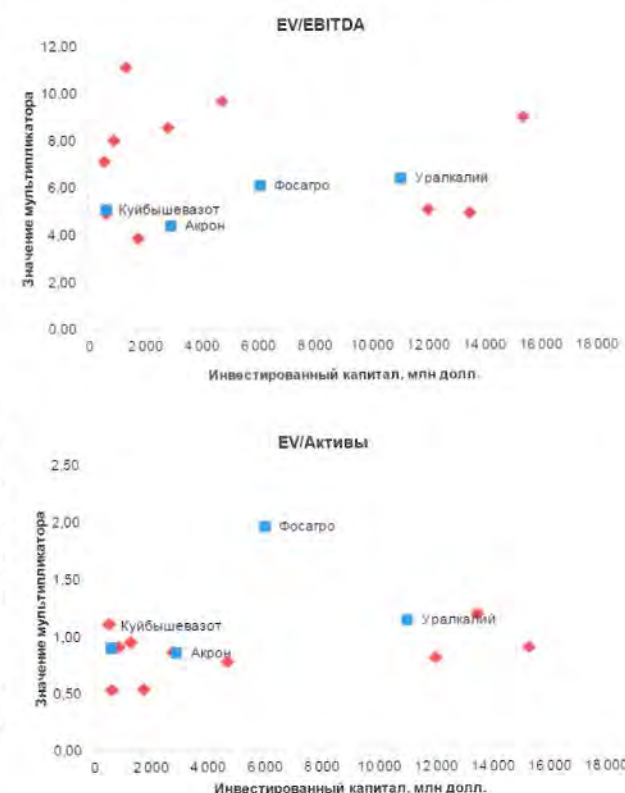 EV/EBITDA
12,00
10,00
8,00
6,00
4,00
2,00
0,00
Значение мультипликатора
Фосагро
Уралкалий
Куйбышевазот
Акрон
0 2 000 4 000 6 000 8 000 10 000 12 000 14 000 16 000 18 000
Инвестированный капитал, млн долл.
EV/Активы
2,50
2,00
1,50
1,00
0,50
0,00
Значение мультипликатора
Фосагро
Куйбышевазот
Уралкалий
Акрон
0 2 000 4 000 6 000 8 000 10 000 12 000 14 000 16 000 18 000
Инвестированный капитал, млн долл.